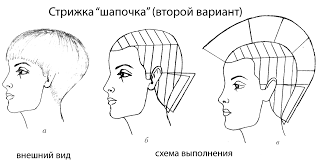 Стрижка "шапочка" (второй вариант)
а
б
в
внешний вид
схема выполнения